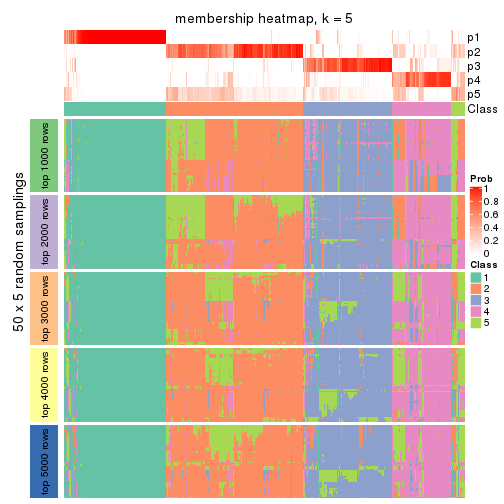 membership heatmap, k = 5
p1
p2
p3
p4
p5
Class
50 x 5 random samplings
top 1000 rows
top 2000 rows
top 3000 rows
top 4000 rows
top 5000 rows
Prob
1
0.8
0.6
0.4
0.2
0
Class
1
2
3
4
5